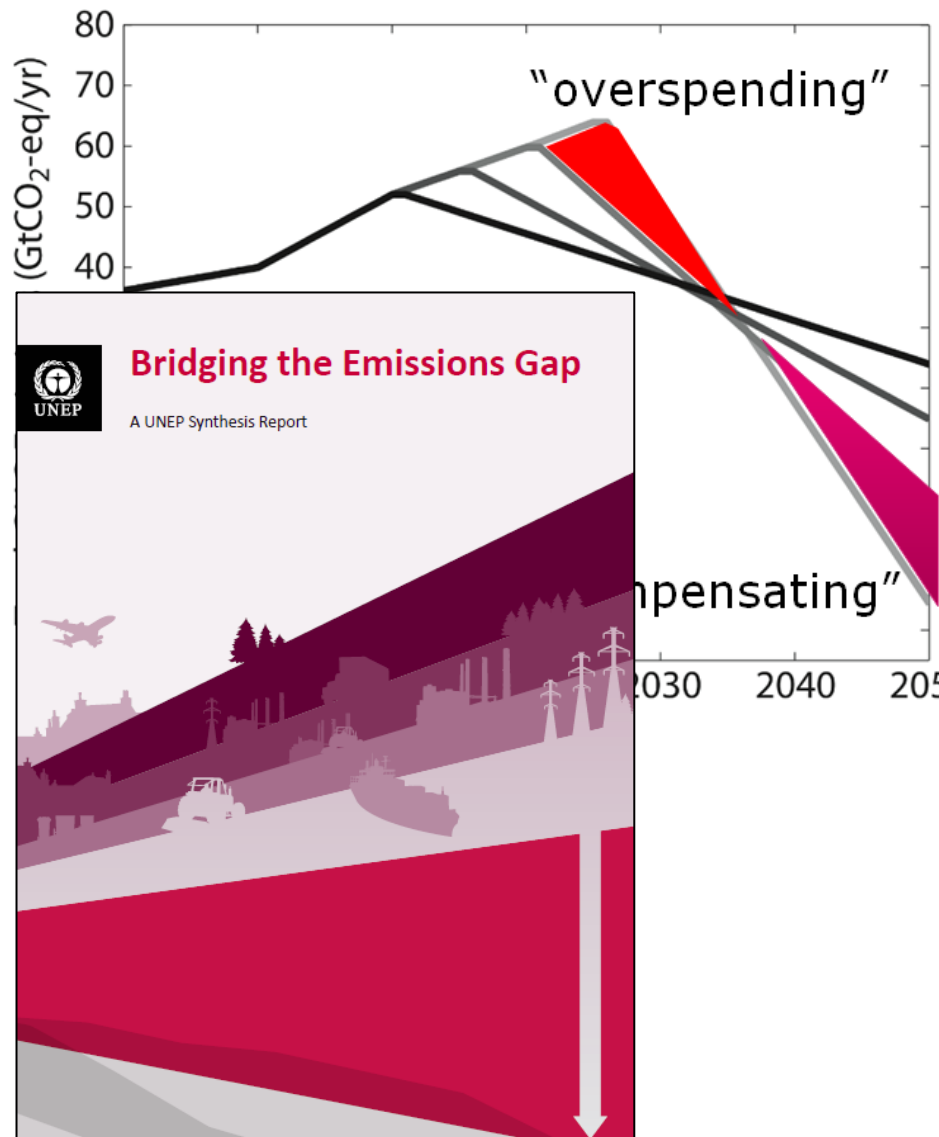 80
70
60
50
40
(GtCO₂-eq/yr)
“overspending”
UNEP
Bridging the Emissions Gap
A UNEP Synthesis Report
npensating”
2030
2040
205